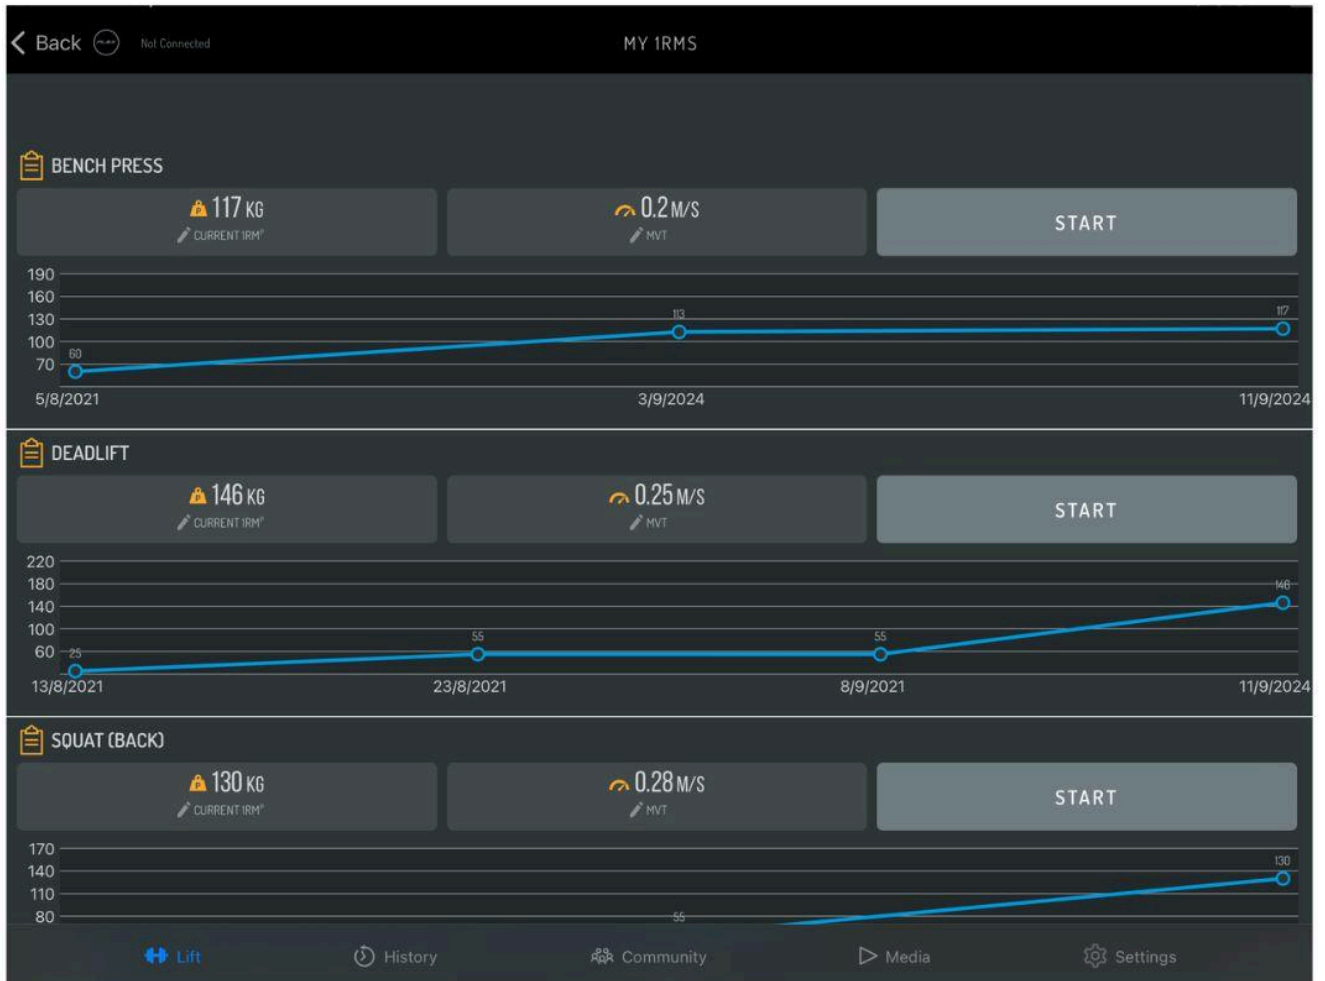 Back Not Connected MY 1RMS
BENCH PRESS
117 KG 0.2 M/S START
CURRENT 1RMᴾ MVT
190
160
130 113 117
100
60
70
5/8/2021 3/9/2024 11/9/2024
DEADLIFT
146 KG 0.25 M/S START
CURRENT 1RMᴾ MVT
220
180 146
140
100
55 55
60 25
13/8/2021 23/8/2021 8/9/2021 11/9/2024
SQUAT (BACK)
130 KG 0.28 M/S START
CURRENT 1RMᴾ MVT
170
130
140
110
80 55
Lift History Community Media Settings